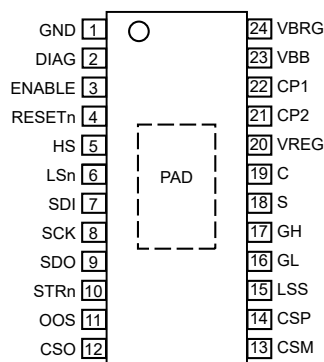 GND 1
DIAG 2
ENABLE 3
RESETn 4
HS 5
LSn 6
SDI 7
SCK 8
SDO 9
STRn 10
OOS 11
CSO 12
PAD
24 VBRG
23 VBB
22 CP1
21 CP2
20 VREG
19 C
18 S
17 GH
16 GL
15 LSS
14 CSP
13 CSM